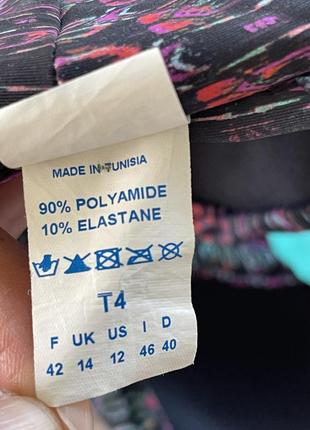 MADE IN TUNISIA
90% POLYAMIDE
10% ELASTANE
T4
F UK US I D
42 14 12 46 40